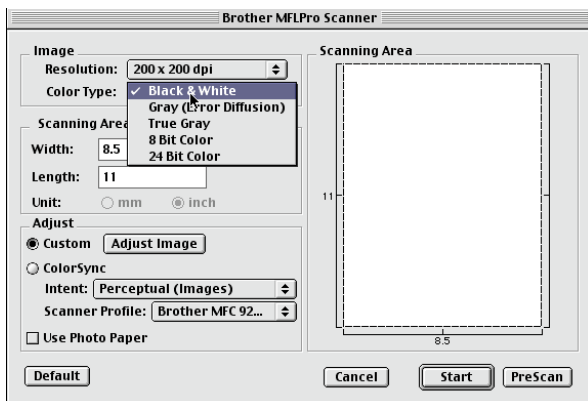 Brother MFLPro Scanner
Image
Resolution: 200 x 200 dpi
Color Type: ✓ Black & White
Gray (Error Diffusion)
True Gray
8 Bit Color
24 Bit Color
Scanning Area
Width: 8.5
Length: 11
Unit: mm inch
Adjust
Custom Adjust Image
ColorSync
Intent: Perceptual (Images)
Scanner Profile: Brother MFC 92...
Use Photo Paper
Scanning Area
11
8.5
Default Cancel Start PreScan